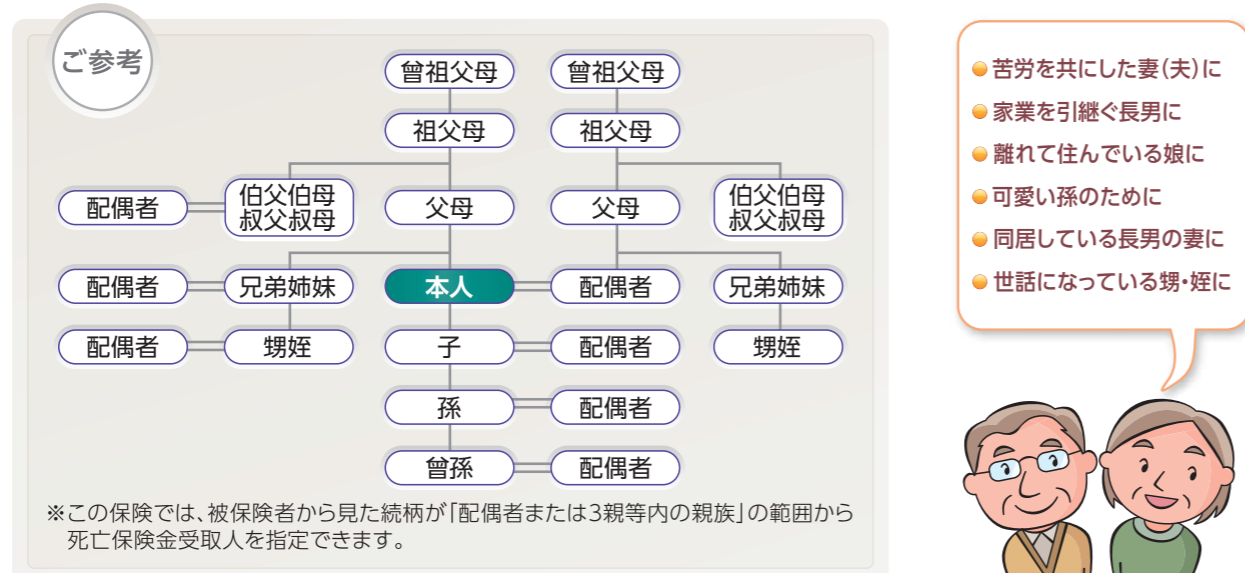 ご参考
曾祖父母
曾祖父母
祖父母
祖父母
配偶者
伯父伯母
叔父叔母
父母
父母
伯父伯母
叔父叔母
配偶者
兄弟姉妹
本人
配偶者
兄弟姉妹
配偶者
甥姪
子
配偶者
甥姪
孫
配偶者
曾孫
配偶者
※この保険では、被保険者から見た続柄が「配偶者または3親等内の親族」の範囲から
死亡保険金受取人を指定できます。
●苦労を共にした妻(夫)に
●家業を引継ぐ長男に
●離れて住んでいる娘に
●可愛い孫のために
●同居している長男の妻に
●世話になっている甥・姪に